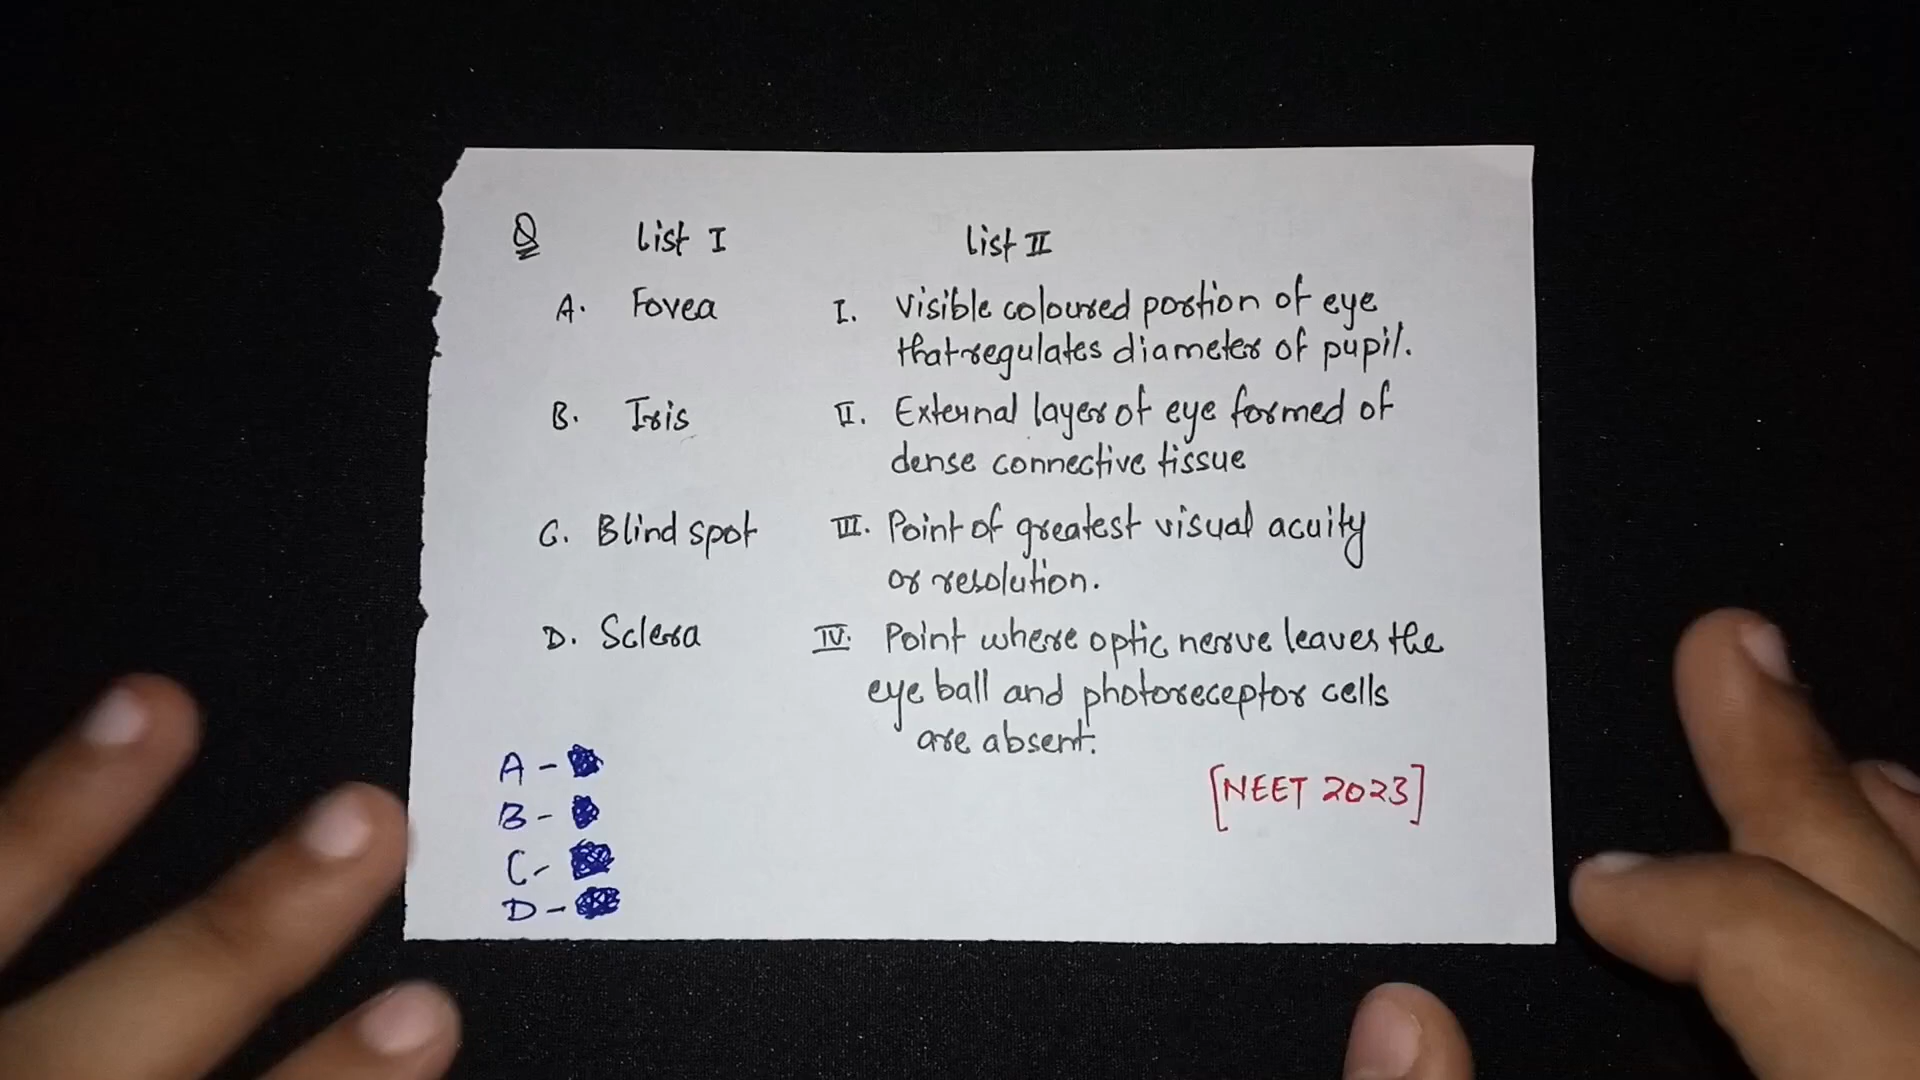 Q List I List II
A. Fovea I. Visible coloured portion of eye
that regulates diameter of pupil.
B. Iris II. External layer of eye formed of
dense connective tissue
C. Blind spot III. Point of greatest visual acuity
or resolution.
D. Sclera IV. Point where optic nerve leaves the
eye ball and photoreceptor cells
are absent.
A -
B -
C -
D -
[NEET 2023]